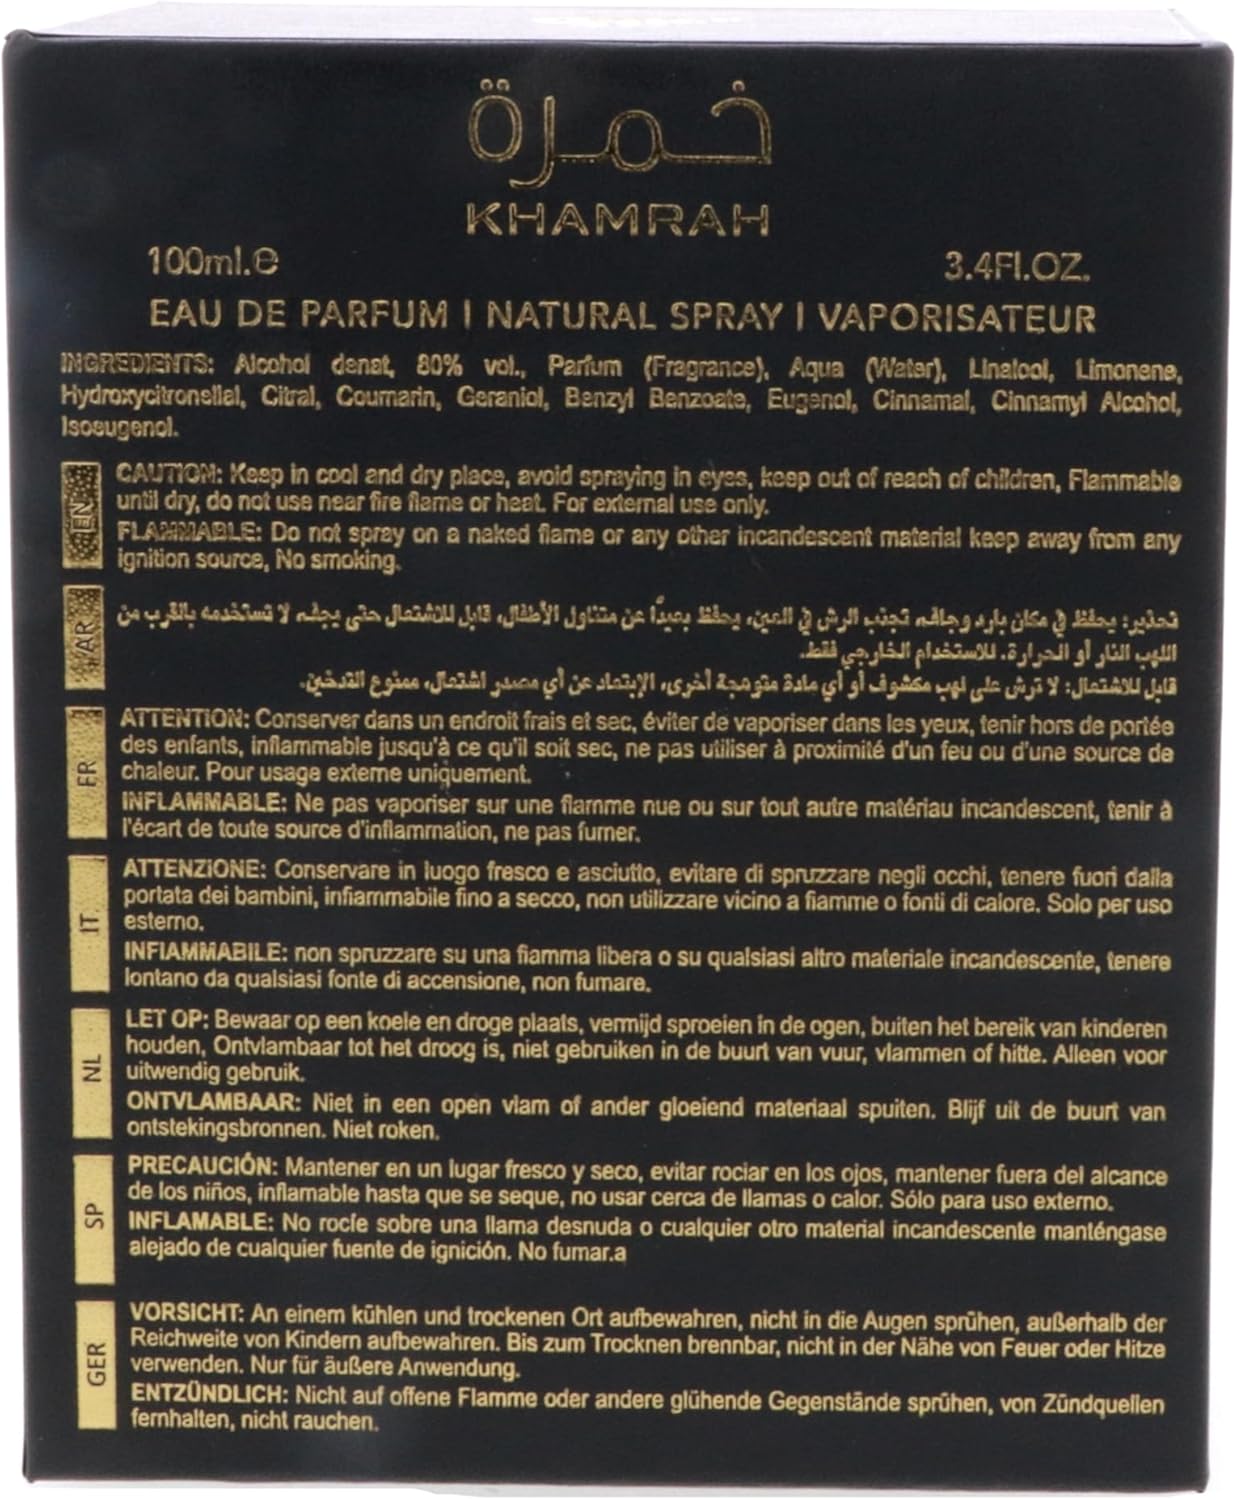 خمرة
KHAMRAH
100ml.e 3.4Fl.OZ.
EAU DE PARFUM | NATURAL SPRAY | VAPORISATEUR
INGREDIENTS: Alcohol denat, 80% vol., Parfum (Fragrance), Aqua (Water), Linalool, Limonene,
Hydroxycitronellal, Citral, Coumarin, Geraniol, Benzyl Benzoate, Eugenol, Cinnamal, Cinnamyl Alcohol,
Isoeugenol.
EN
CAUTION: Keep in cool and dry place, avoid spraying in eyes, keep out of reach of children, Flammable
until dry, do not use near fire flame or heat. For external use only.
FLAMMABLE: Do not spray on a naked flame or any other incandescent material keep away from any
ignition source, No smoking.
AR
تحذير: يحفظ في مكان بارد وجاف، تجنب الرش في العين، يحفظ بعيدًا عن متناول الأطفال، قابل للاشتعال حتى يجف، لا تستخدمه بالقرب من
اللهب النار أو الحرارة. للاستخدام الخارجي فقط.
قابل للاشتعال: لا ترش على لهب مكشوف أو أي مادة متوهجة أخرى، الإبتعاد عن أي مصدر اشتعال، ممنوع التدخين.
FR
ATTENTION: Conserver dans un endroit frais et sec, éviter de vaporiser dans les yeux, tenir hors de portée
des enfants, inflammable jusqu'à ce qu'il soit sec, ne pas utiliser à proximité d'un feu ou d'une source de
chaleur. Pour usage externe uniquement.
INFLAMMABLE: Ne pas vaporiser sur une flamme nue ou sur tout autre matériau incandescent, tenir à
l'écart de toute source d'inflammation, ne pas fumer.
IT
ATTENZIONE: Conservare in luogo fresco e asciutto, evitare di spruzzare negli occhi, tenere fuori dalla
portata dei bambini, infiammabile fino a secco, non utilizzare vicino a fiamme o fonti di calore. Solo per uso
esterno.
INFIAMMABILE: non spruzzare su una fiamma libera o su qualsiasi altro materiale incandescente, tenere
lontano da qualsiasi fonte di accensione, non fumare.
NL
LET OP: Bewaar op een koele en droge plaats, vermijd sproeien in de ogen, buiten het bereik van kinderen
houden, Ontvlambaar tot het droog is, niet gebruiken in de buurt van vuur, vlammen of hitte. Alleen voor
uitwendig gebruik.
ONTVLAMBAAR: Niet in een open vlam of ander gloeiend materiaal spuiten. Blijf uit de buurt van
ontstekingsbronnen. Niet roken.
SP
PRECAUCIÓN: Mantener en un lugar fresco y seco, evitar rociar en los ojos, mantener fuera del alcance
de los niños, inflamable hasta que se seque, no usar cerca de llamas o calor. Sólo para uso externo.
INFLAMABLE: No rocíe sobre una llama desnuda o cualquier otro material incandescente manténgase
alejado de cualquier fuente de ignición. No fumar.a
GER
VORSICHT: An einem kühlen und trockenen Ort aufbewahren, nicht in die Augen sprühen, außerhalb der
Reichweite von Kindern aufbewahren. Bis zum Trocknen brennbar, nicht in der Nähe von Feuer oder Hitze
verwenden. Nur für äußere Anwendung.
ENTZÜNDLICH: Nicht auf offene Flamme oder andere glühende Gegenstände sprühen, von Zündquellen
fernhalten, nicht rauchen.